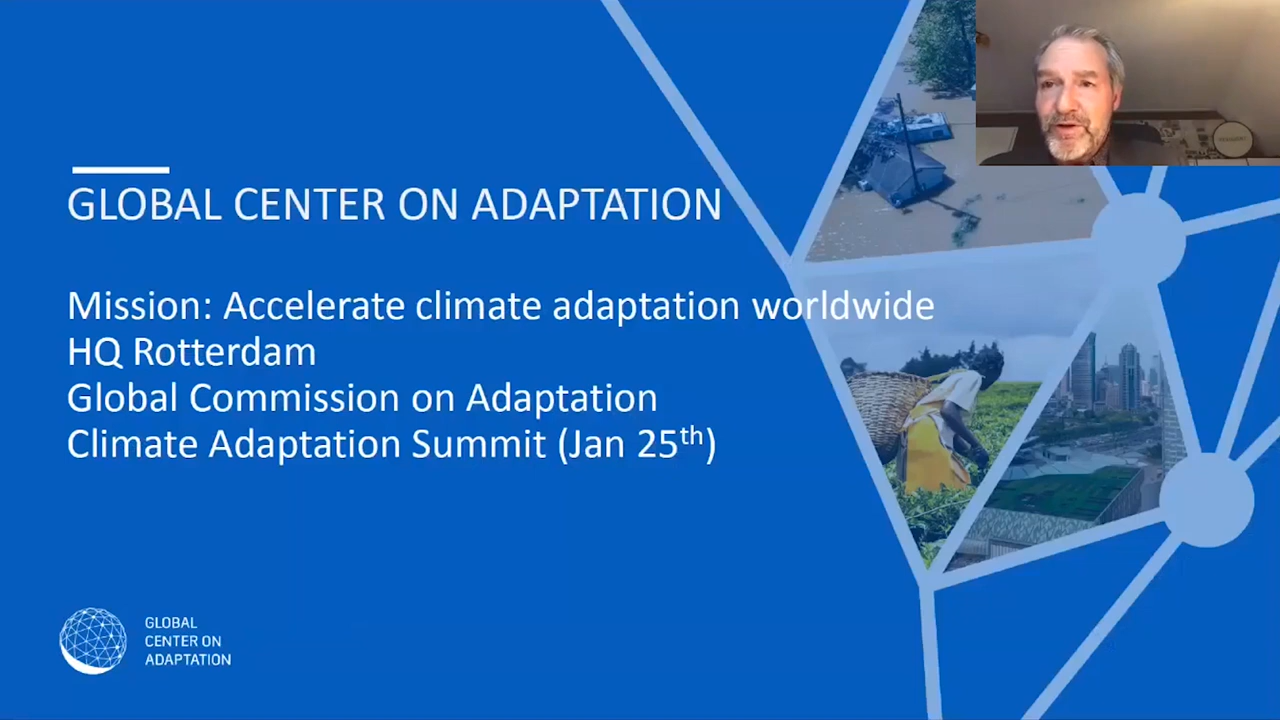 GLOBAL CENTER ON ADAPTATION
Mission: Accelerate climate adaptation worldwide
HQ Rotterdam
Global Commission on Adaptation
Climate Adaptation Summit (Jan 25th)
GLOBAL
CENTER ON
ADAPTATION